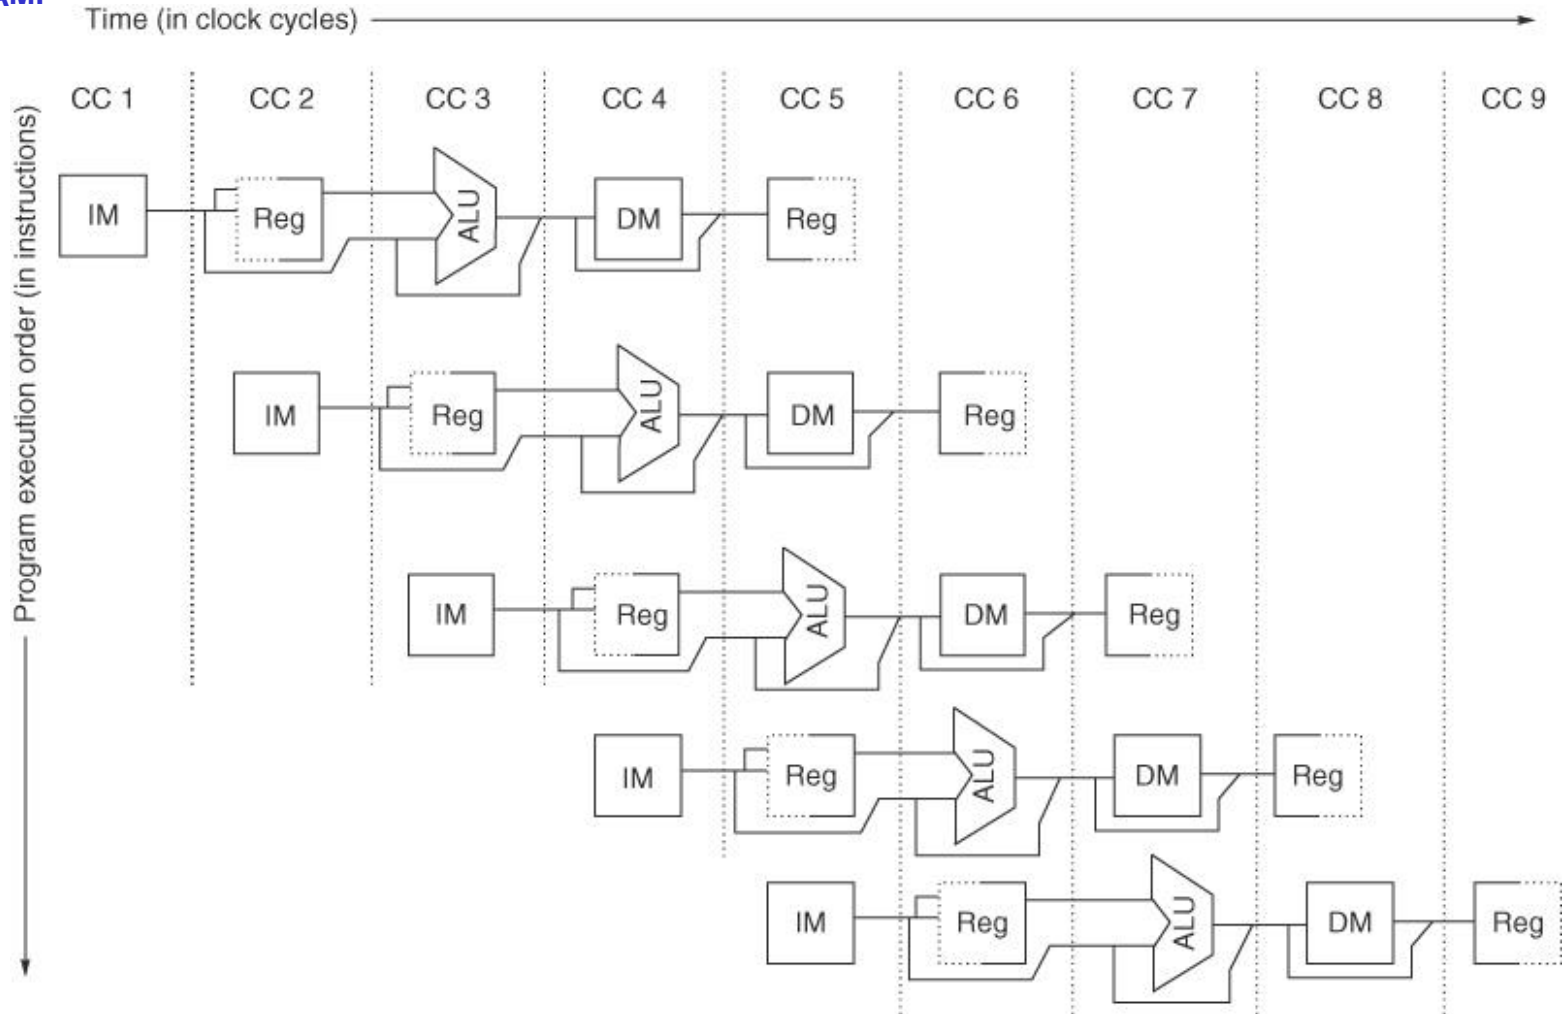 Time (in clock cycles)
CC 1 CC 2 CC 3 CC 4 CC 5 CC 6 CC 7 CC 8 CC 9
Program execution order (in instructions)
IM Reg ALU DM Reg
IM Reg ALU DM Reg
IM Reg ALU DM Reg
IM Reg ALU DM Reg
IM Reg ALU DM Reg